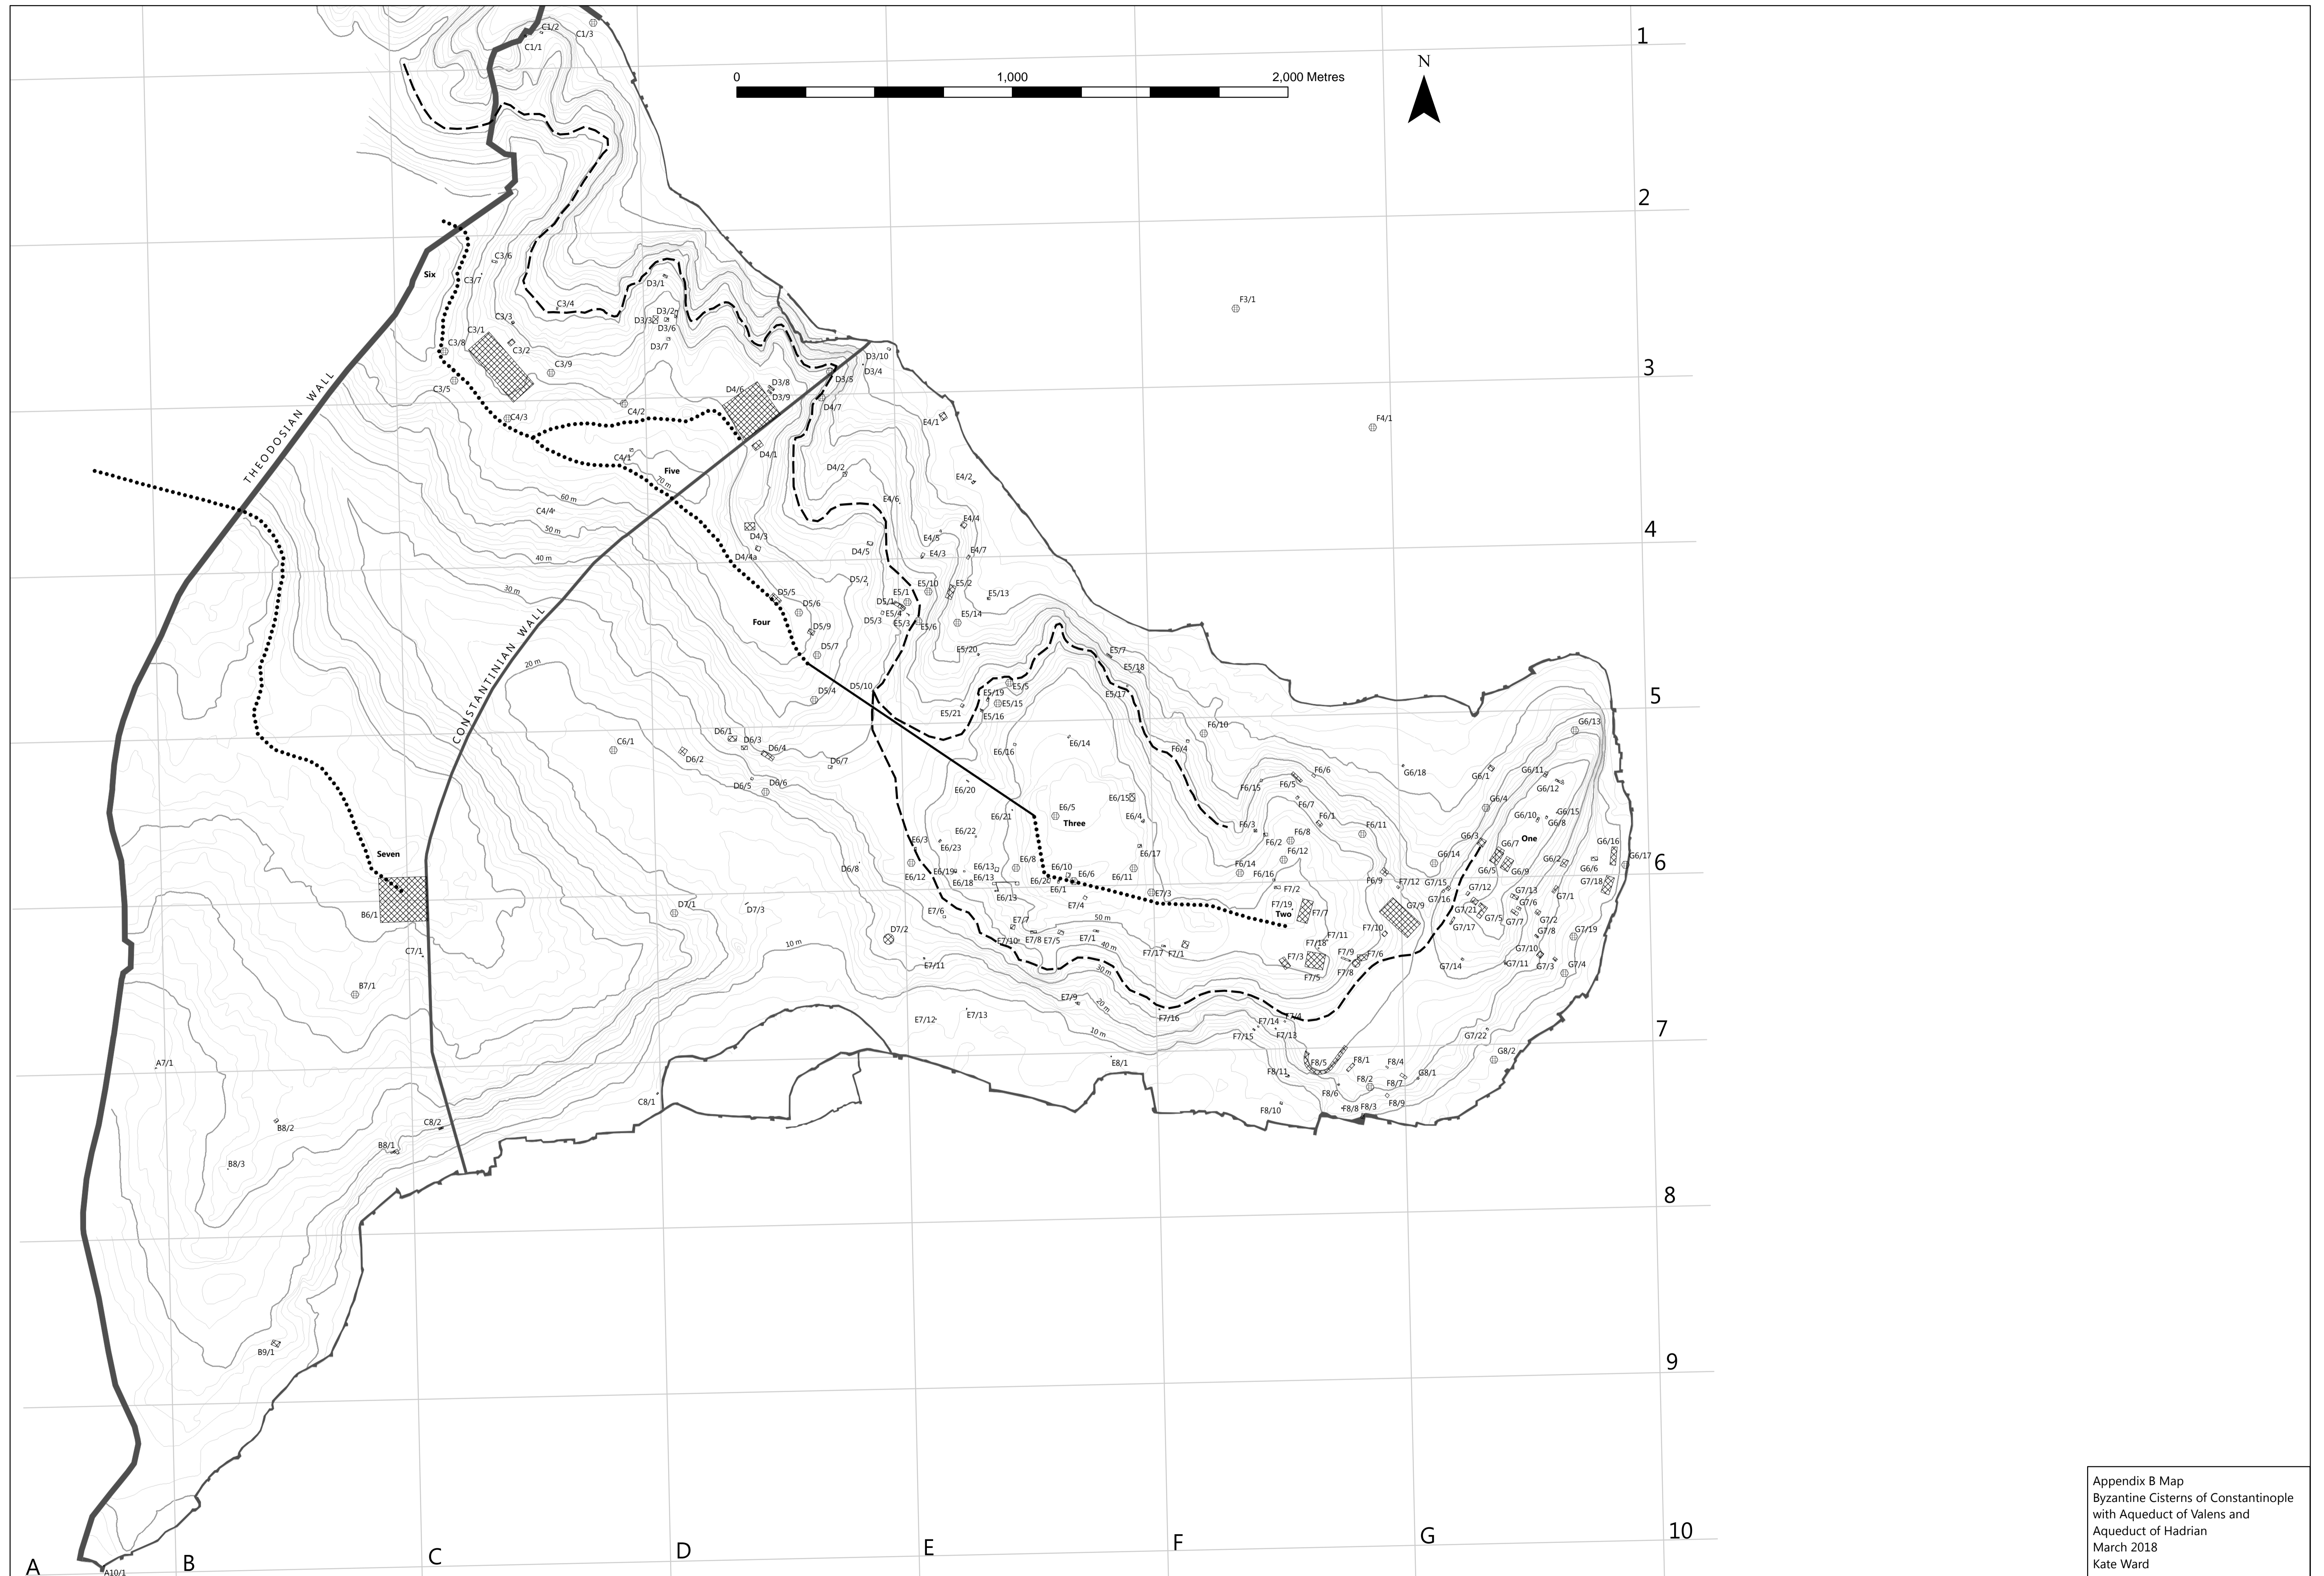 C1/2
C1/3
C1/1
1
N
0 1,000 2,000 Metres
2
C3/6
Six
C3/7
D3/1
F3/1
C3/4
D3/2
C3/3
D3/3
D3/6
C3/1
C3/2
C3/8
D3/7
D3/10
C3/9
3
D3/4
D3/5
C3/5
D3/8
D4/6
D3/9
THEODOSIAN WALL
D4/7
C4/2
C4/3
E4/1
F4/1
D4/1
C4/1
Five
D4/2
E4/2
70 m
60 m
E4/6
C4/4
E4/4
50 m
4
D4/3
E4/5
D4/5
E4/7
E4/3
D4/4a
40 m
D5/2
E5/10
E5/2
30 m
D5/5
E5/1
E5/13
D5/1
D5/6
E5/4
E5/14
D5/3
E5/3
Four
E5/6
D5/9
CONSTANTINIAN WALL
D5/7
E5/20
E5/7
20 m
E5/18
D5/10
E5/5
E5/19
E5/17
D5/4
5
E5/15
E5/21
E5/16
G6/13
F6/10
D6/1
D6/3
C6/1
E6/14
D6/4
E6/16
F6/4
D6/2
D6/7
F6/6
G6/18
G6/11
G6/1
D6/5
D6/6
F6/5
F6/15
E6/20
G6/12
E6/15
F6/7
G6/4
E6/5
E6/21
E6/4
F6/1
G6/10
G6/15
Three
G6/8
F6/3
F6/11
E6/22
F6/8
G6/3
One
E6/3
F6/2
G6/7
E6/23
F6/12
Seven
E6/17
G6/16
G6/17
E6/8
G6/2
6
D6/8
E6/13
E6/10
F6/14
G6/14
G6/5
G6/9
G6/6
E6/19
E6/6
F6/16
E6/12
E6/13
E6/11
E6/18
E6/20
F6/9
F7/12
G7/15
G7/18
E6/1
F7/2
G7/12
G7/13
E7/3
G7/1
E6/13
G7/16
G7/6
D7/1
E7/4
F7/19
G7/9
D7/3
G7/21
B6/1
E7/6
Two
F7/7
G7/5
50 m
G7/2
E7/7
G7/7
G7/17
D7/2
F7/10
G7/8
F7/11
E7/8
E7/5
E7/1
G7/19
F7/10
F7/18
10 m
40 m
G7/10
C7/1
F7/17
F7/1
F7/9
F7/6
F7/3
G7/14
G7/11
G7/3
G7/4
E7/11
30 m
F7/8
F7/5
B7/1
E7/9
20 m
E7/12
E7/13
F7/16
F7/4
F7/14
10 m
F7/15
F7/13
G7/22
7
A7/1
E8/1
F8/5
F8/1
F8/4
G8/2
F8/11
F8/2
G8/1
F8/7
F8/6
C8/1
F8/10
F8/8
F8/3
F8/9
B8/2
C8/2
B8/1
B8/3
8
B9/1
9
10
A
B
C
D
E
F
G
A10/1
Appendix B Map
Byzantine Cisterns of Constantinople
with Aqueduct of Valens and
Aqueduct of Hadrian
March 2018
Kate Ward